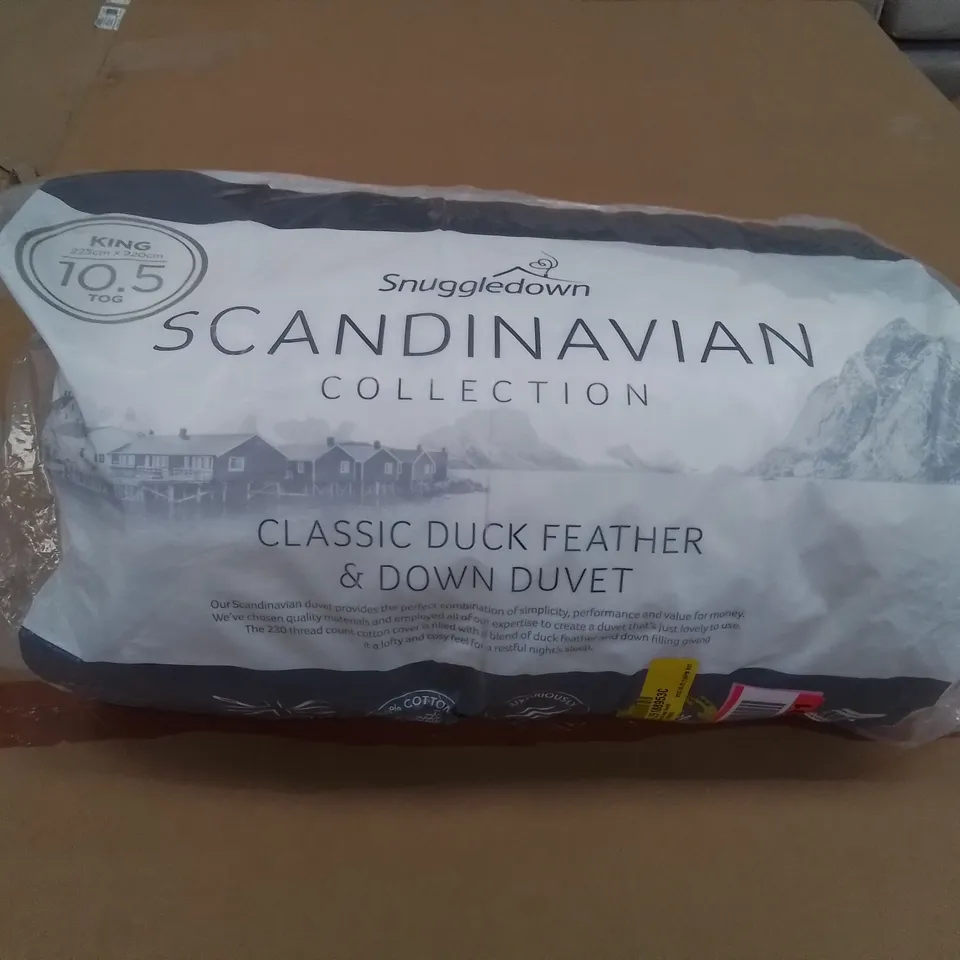 KING
225cm × 220cm
10.5
TOG
Snuggledown
SCANDINAVIAN
COLLECTION
CLASSIC DUCK FEATHER
& DOWN DUVET
Our Scandinavian duvet provides the perfect combination of simplicity, performance and value for money.
We've chosen quality materials and employed all of our expertise to create a duvet that's just lovely to use.
The 230 thread count cotton cover is filled with a blend of duck feather and down filling giving
it a lofty and cosy feel for a restful night's sleep.
% COTTON